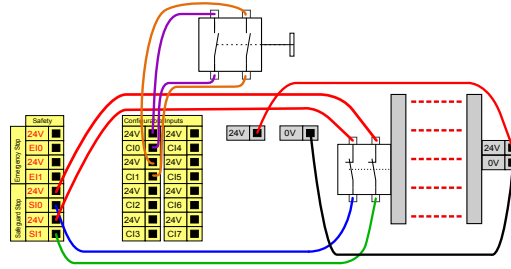 Safety
Emergency Stop
24V
EI0
24V
EI1
Safeguard Stop
24V
SI0
24V
SI1
Configurable Inputs
24V 24V
CI0 CI4
24V 24V
CI1 CI5
24V 24V
CI2 CI6
24V 24V
CI3 CI7
24V 0V
24V
0V